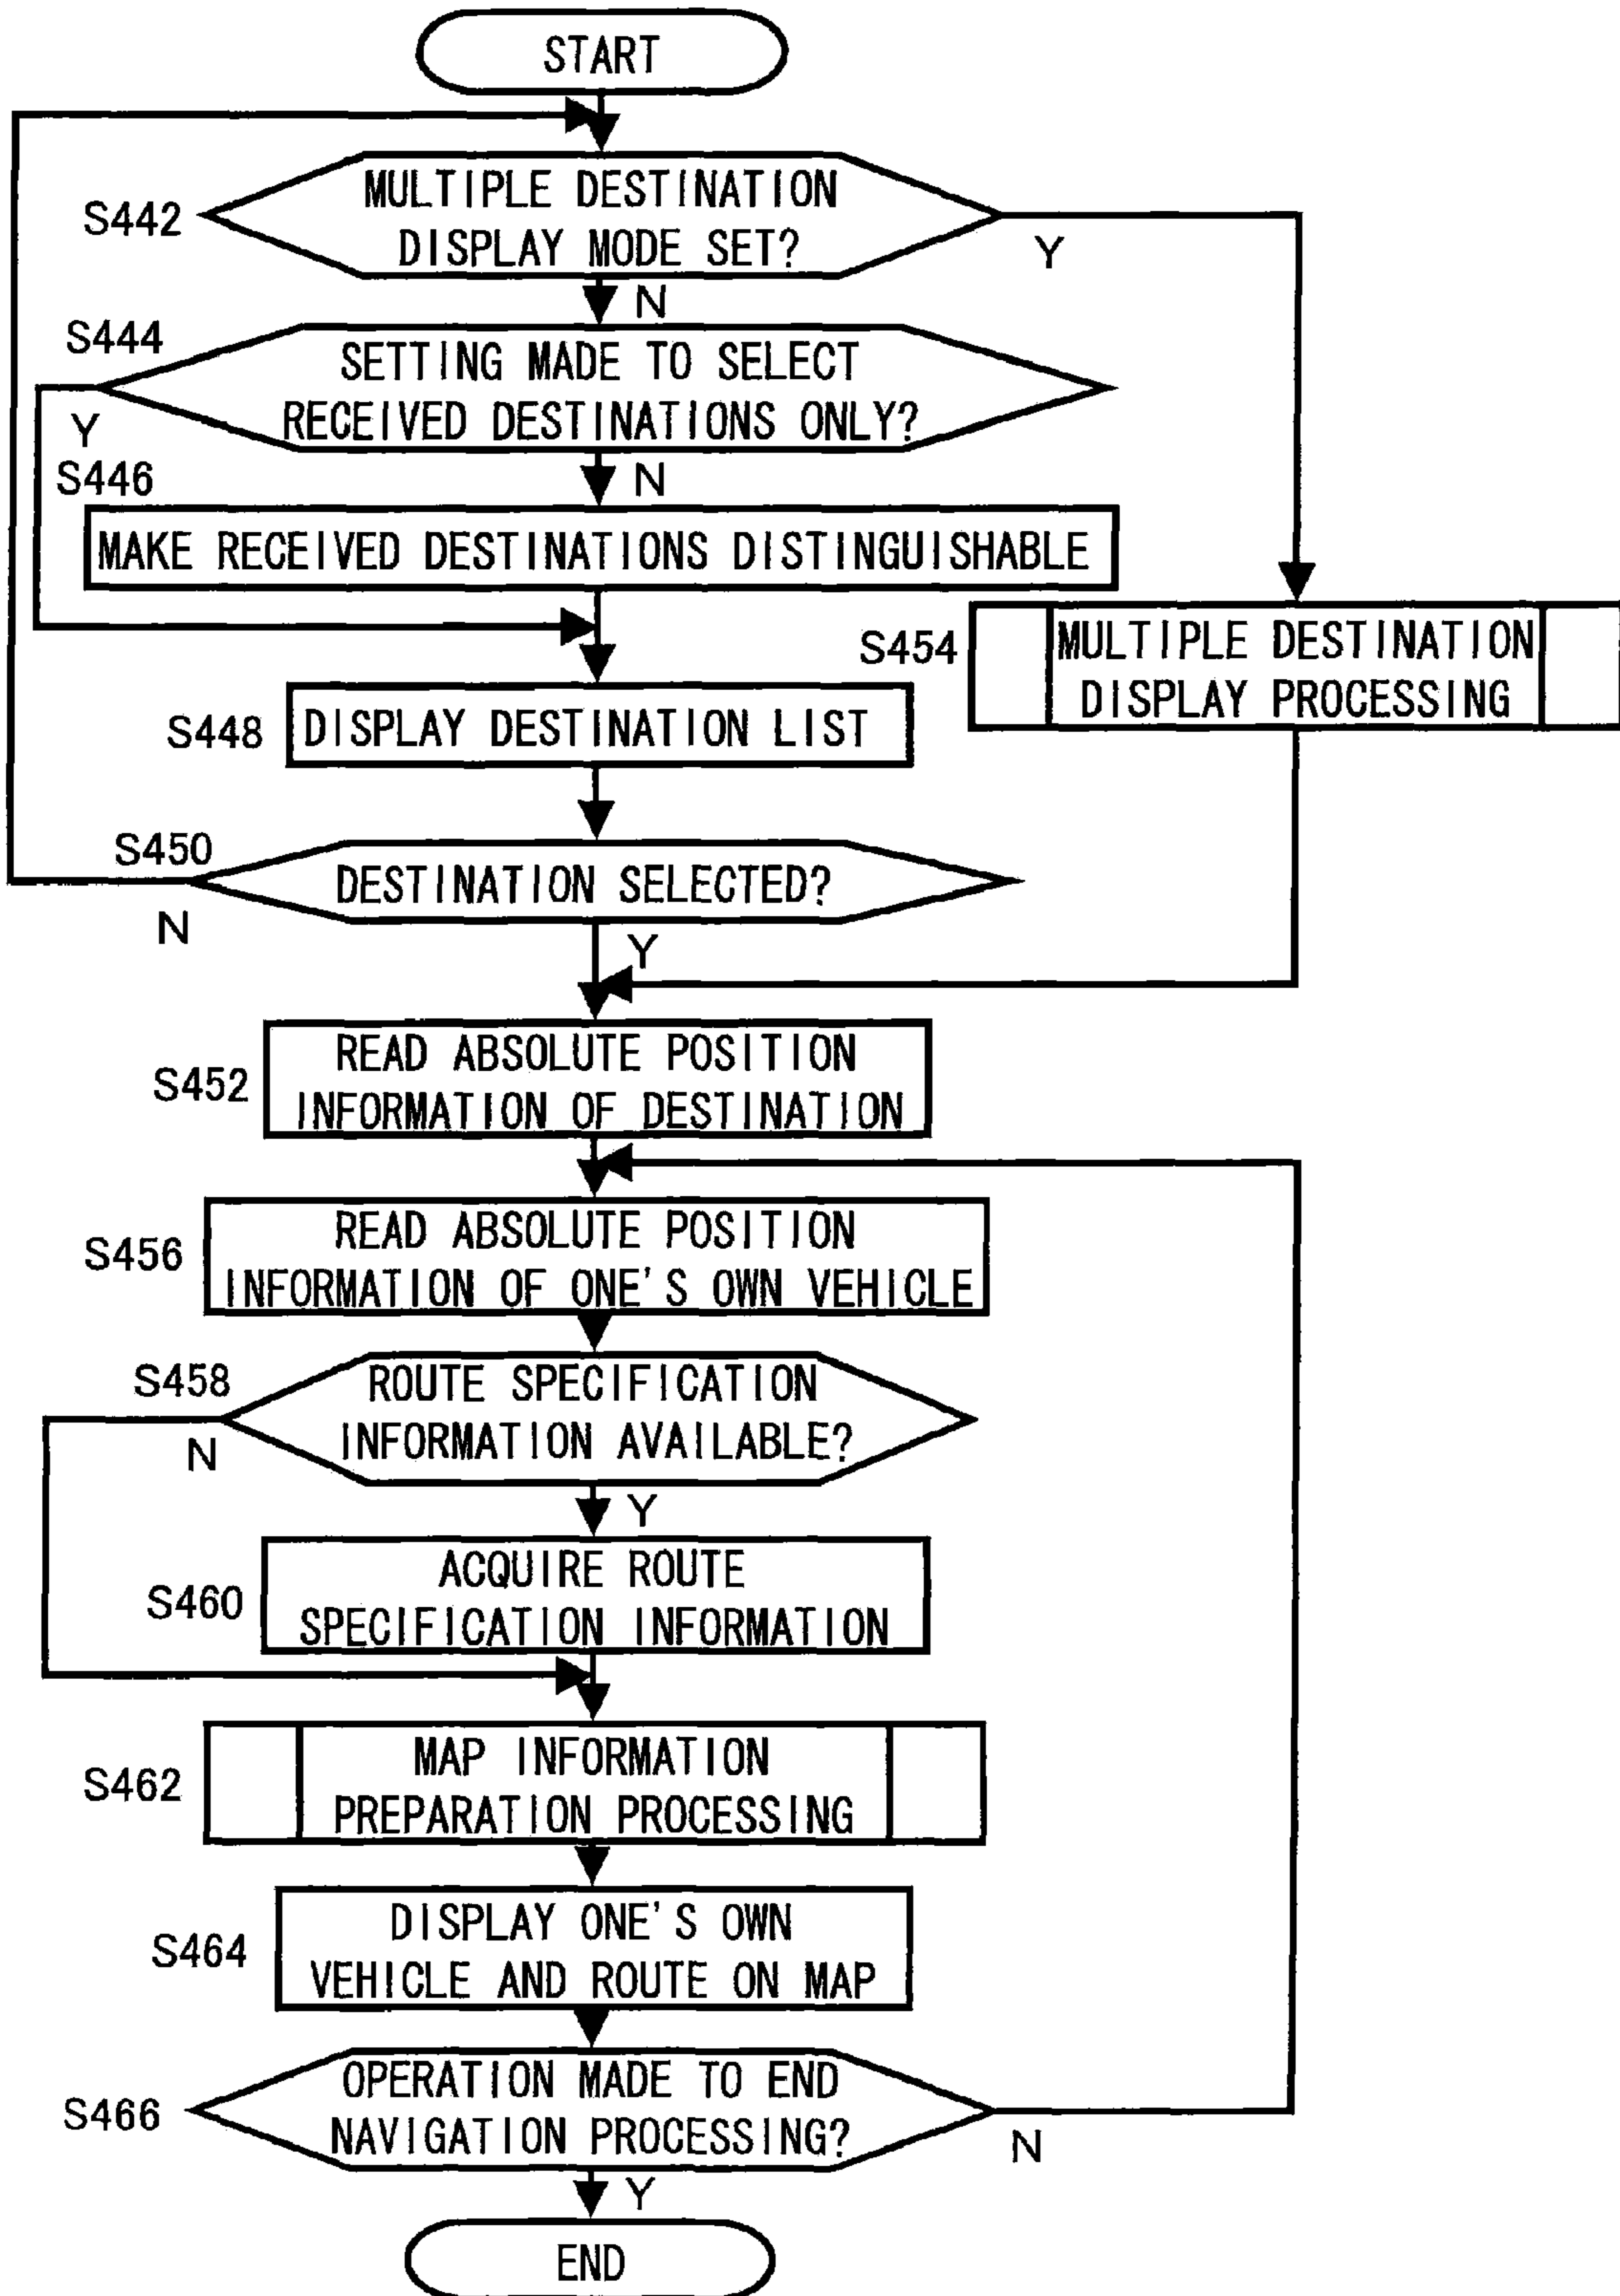 START
S442
MULTIPLE DESTINATION
DISPLAY MODE SET?
Y
N
S444
SETTING MADE TO SELECT
RECEIVED DESTINATIONS ONLY?
Y
N
S446
MAKE RECEIVED DESTINATIONS DISTINGUISHABLE
S454
MULTIPLE DESTINATION
DISPLAY PROCESSING
S448
DISPLAY DESTINATION LIST
S450
DESTINATION SELECTED?
N
Y
S452
READ ABSOLUTE POSITION
INFORMATION OF DESTINATION
S456
READ ABSOLUTE POSITION
INFORMATION OF ONE'S OWN VEHICLE
S458
ROUTE SPECIFICATION
INFORMATION AVAILABLE?
N
Y
S460
ACQUIRE ROUTE
SPECIFICATION INFORMATION
S462
MAP INFORMATION
PREPARATION PROCESSING
S464
DISPLAY ONE'S OWN
VEHICLE AND ROUTE ON MAP
S466
OPERATION MADE TO END
NAVIGATION PROCESSING?
N
Y
END